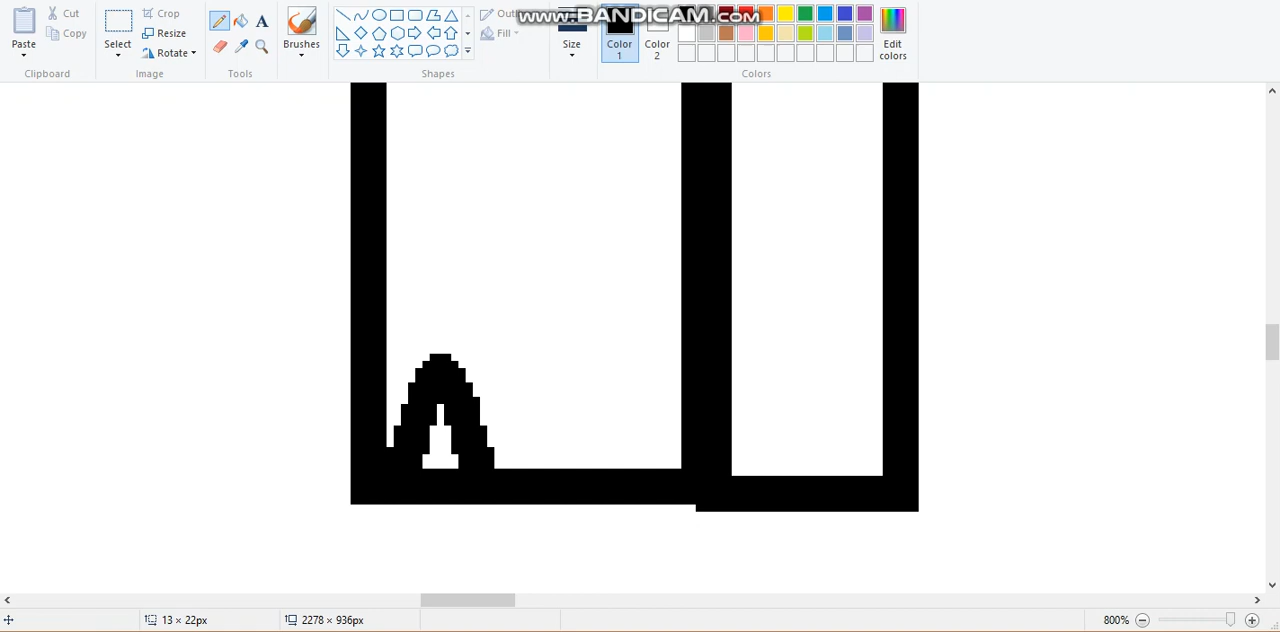 Paste
Clipboard
Cut
Copy
Select
Crop
Resize
Rotate
Image
A
Tools
Brushes
Shapes
Outl
Fill
www.BANDICAM.com
Size
Color
1
Color
2
Edit
colors
Colors
13 × 22px
2278 × 936px
800%